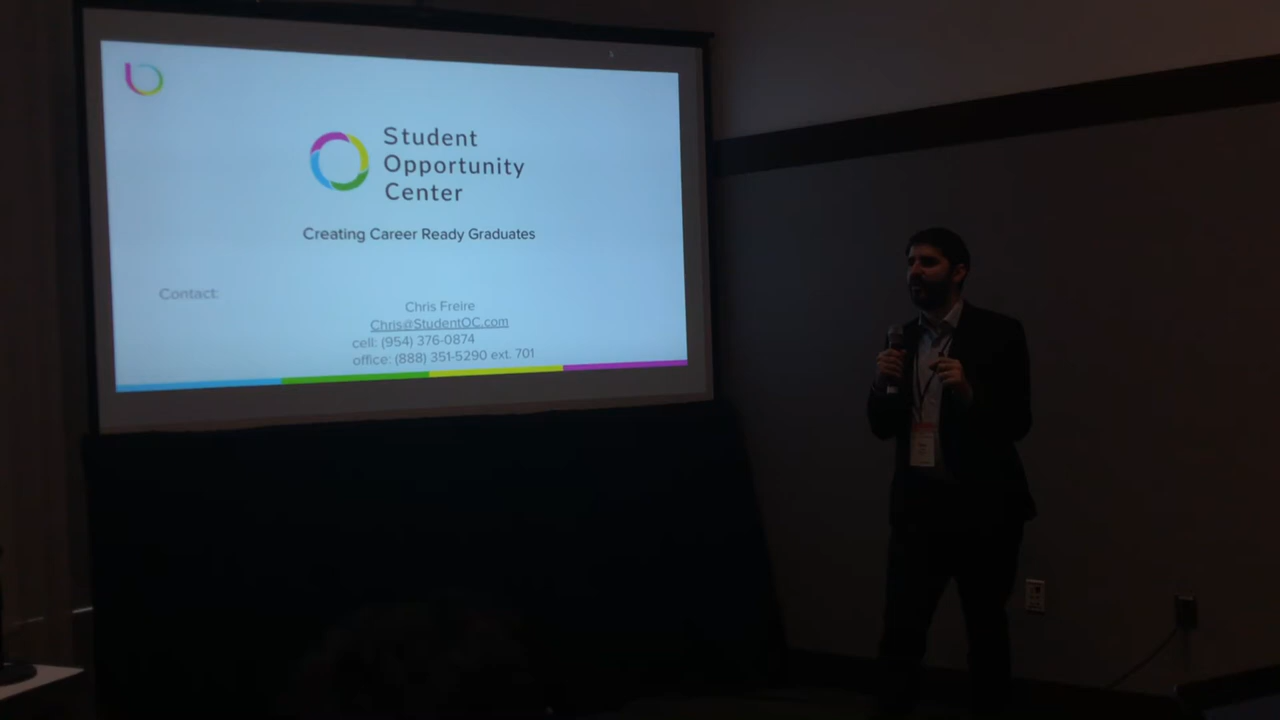 Student
Opportunity
Center
Creating Career Ready Graduates
Contact:
Chris Freire
Chris@StudentOC.com
cell: (954) 376-0874
office: (888) 351-5290 ext. 701